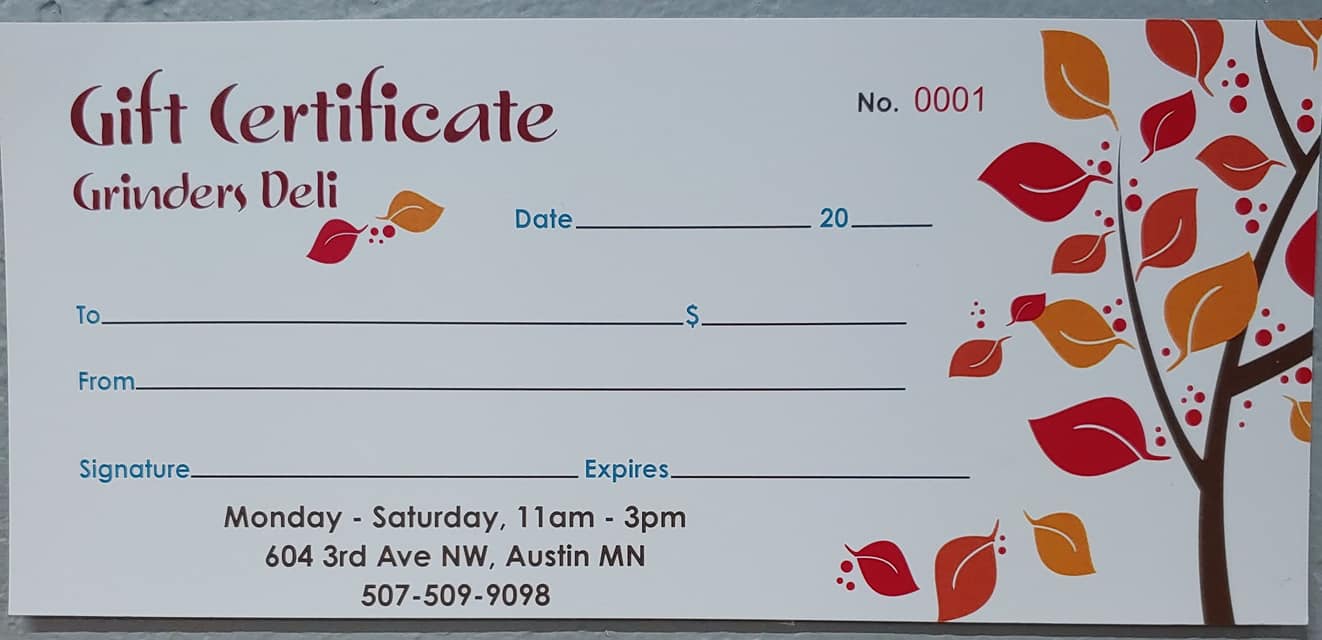 Gift Certificate
No. 0001
Grinders Deli
Date 20
To $
From
Signature Expires
Monday - Saturday, 11am - 3pm
604 3rd Ave NW, Austin MN
507-509-9098